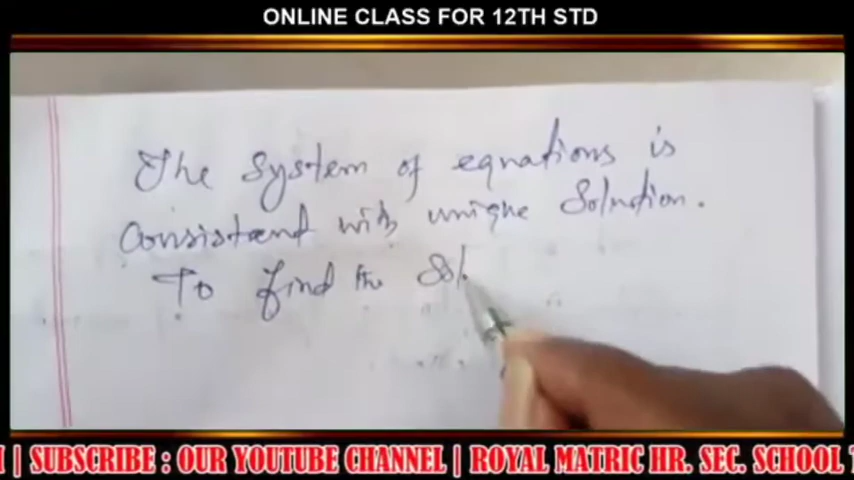 ONLINE CLASS FOR 12TH STD
The System of equations is
Consistent with unique Solution.
To find the Sol
| SUBSCRIBE : OUR YOUTUBE CHANNEL | ROYAL MATRIC HR. SEC. SCHOOL